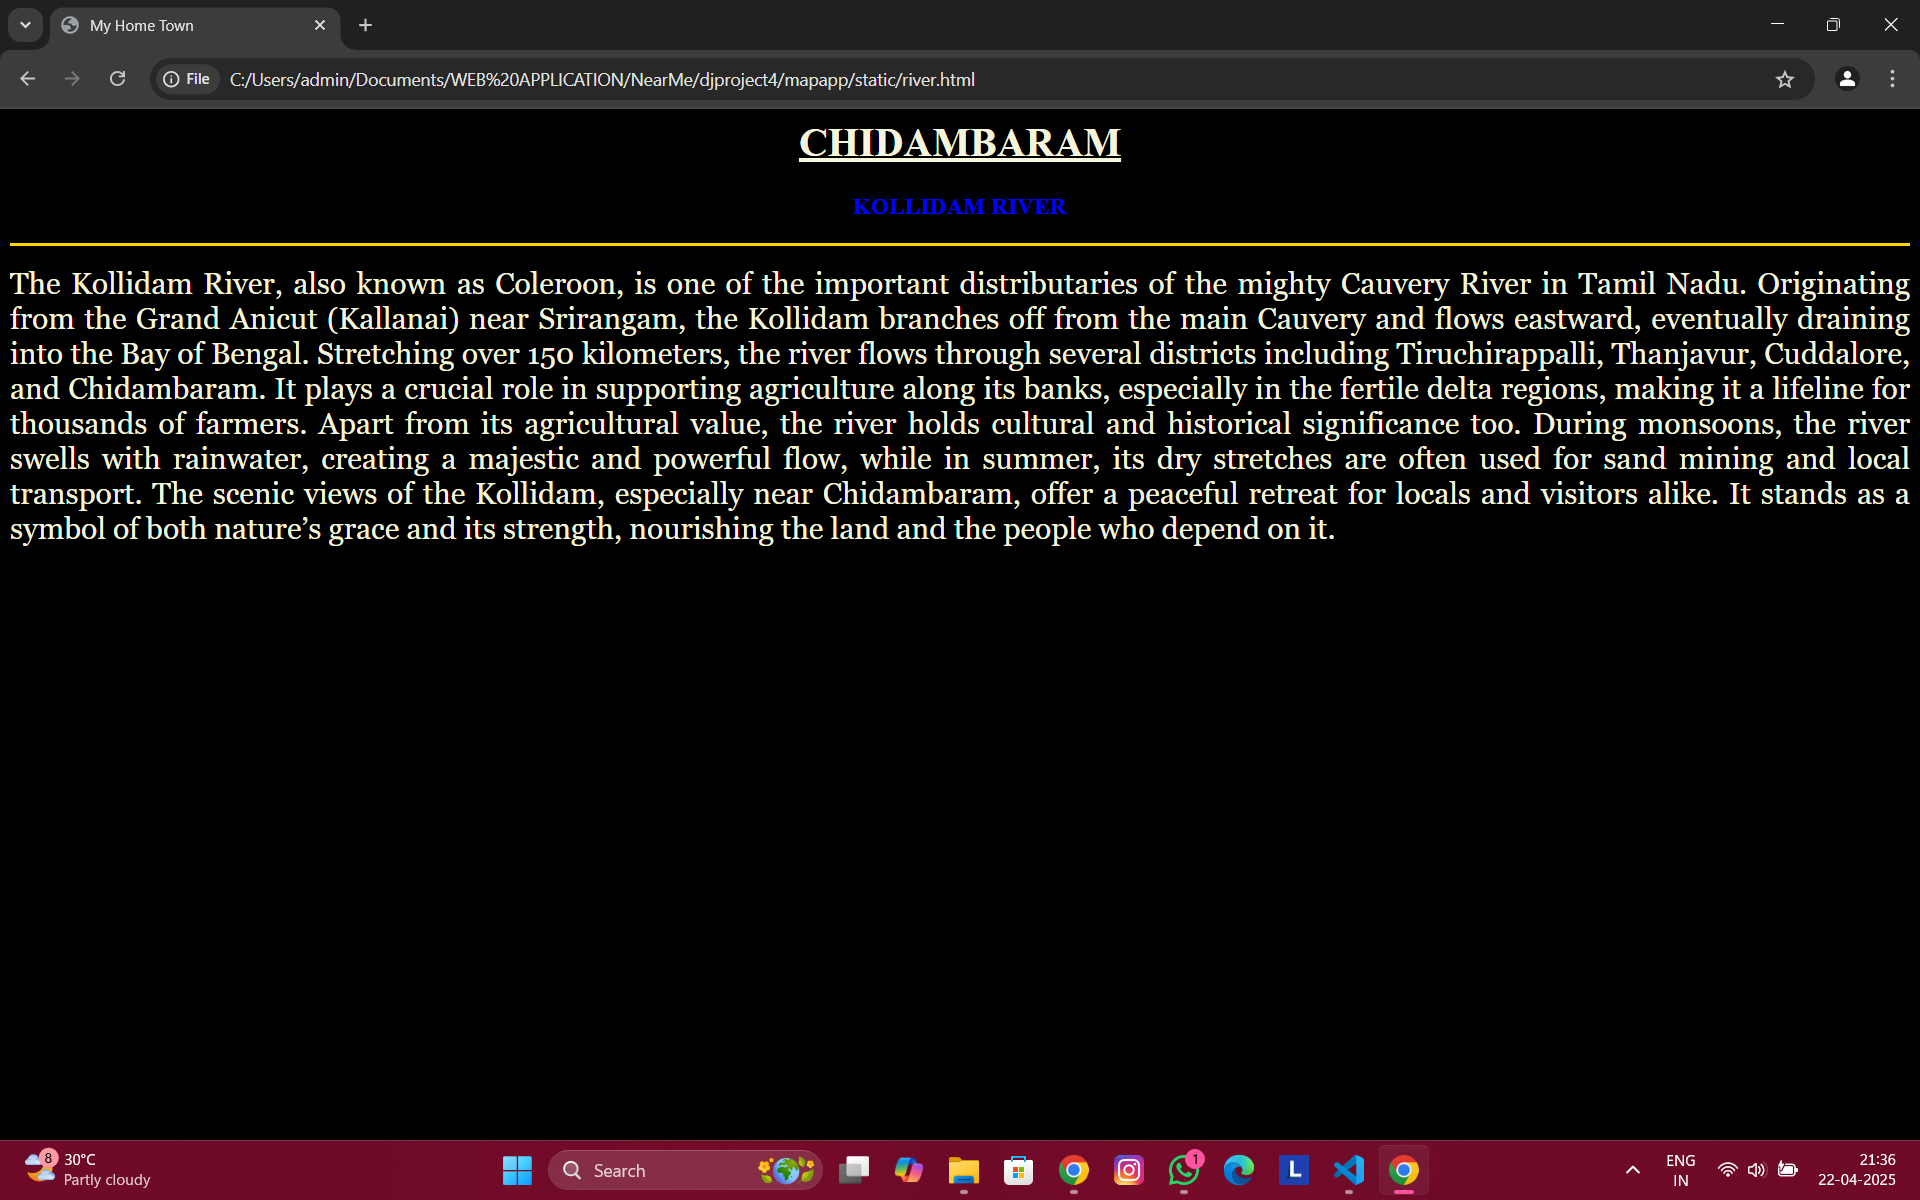 My Home Town
File
C:/Users/admin/Documents/WEB%20APPLICATION/NearMe/djproject4/mapapp/static/river.html
CHIDAMBARAM
KOLLIDAM RIVER
The Kollidam River, also known as Coleroon, is one of the important distributaries of the mighty Cauvery River in Tamil Nadu. Originating
from the Grand Anicut (Kallanai) near Srirangam, the Kollidam branches off from the main Cauvery and flows eastward, eventually draining
into the Bay of Bengal. Stretching over 150 kilometers, the river flows through several districts including Tiruchirappalli, Thanjavur, Cuddalore,
and Chidambaram. It plays a crucial role in supporting agriculture along its banks, especially in the fertile delta regions, making it a lifeline for
thousands of farmers. Apart from its agricultural value, the river holds cultural and historical significance too. During monsoons, the river
swells with rainwater, creating a majestic and powerful flow, while in summer, its dry stretches are often used for sand mining and local
transport. The scenic views of the Kollidam, especially near Chidambaram, offer a peaceful retreat for locals and visitors alike. It stands as a
symbol of both nature’s grace and its strength, nourishing the land and the people who depend on it.
8
30°C
Partly cloudy
Search
1
L
ENG
IN
21:36
22-04-2025